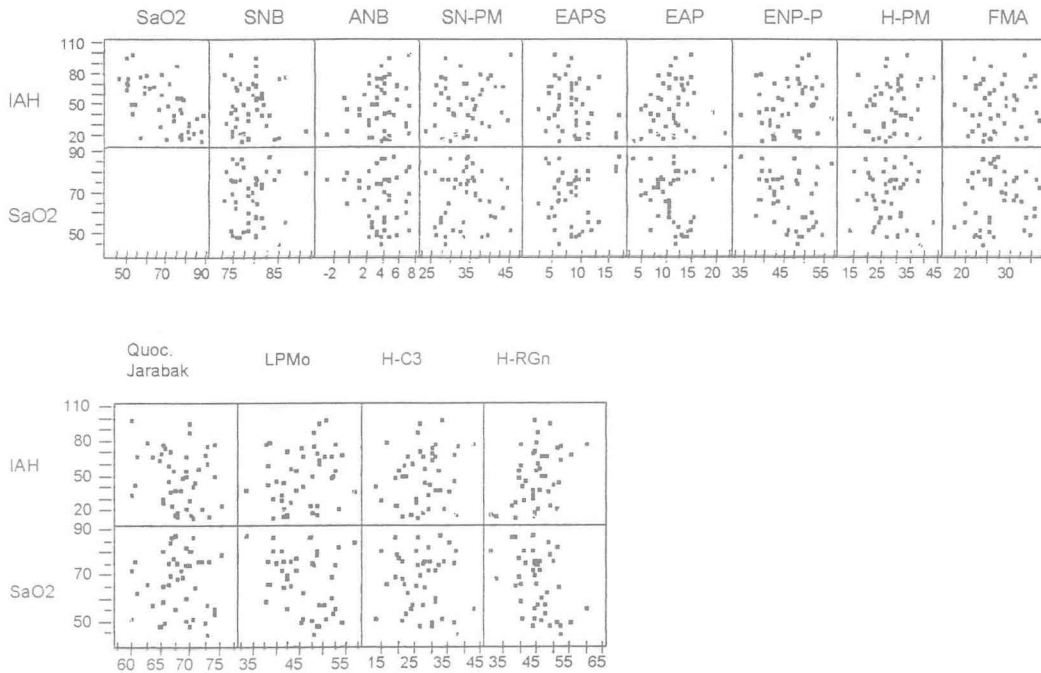 SaO2 SNB ANB SN-PM EAPS EAP ENP-P H-PM FMA
110
80
IAH
50
20
90
SaO2
70
50
50 70 90 75 85 -2 2 4 6 8 25 35 45 5 10 15 5 10 15 20 35 45 55 15 25 35 45 20 30
Quoc.
Jarabak LPMo H-C3 H-RGn
110
80
IAH
50
20
90
70
SaO2
50
60 65 70 75 35 45 55 15 25 35 45 35 45 55 65